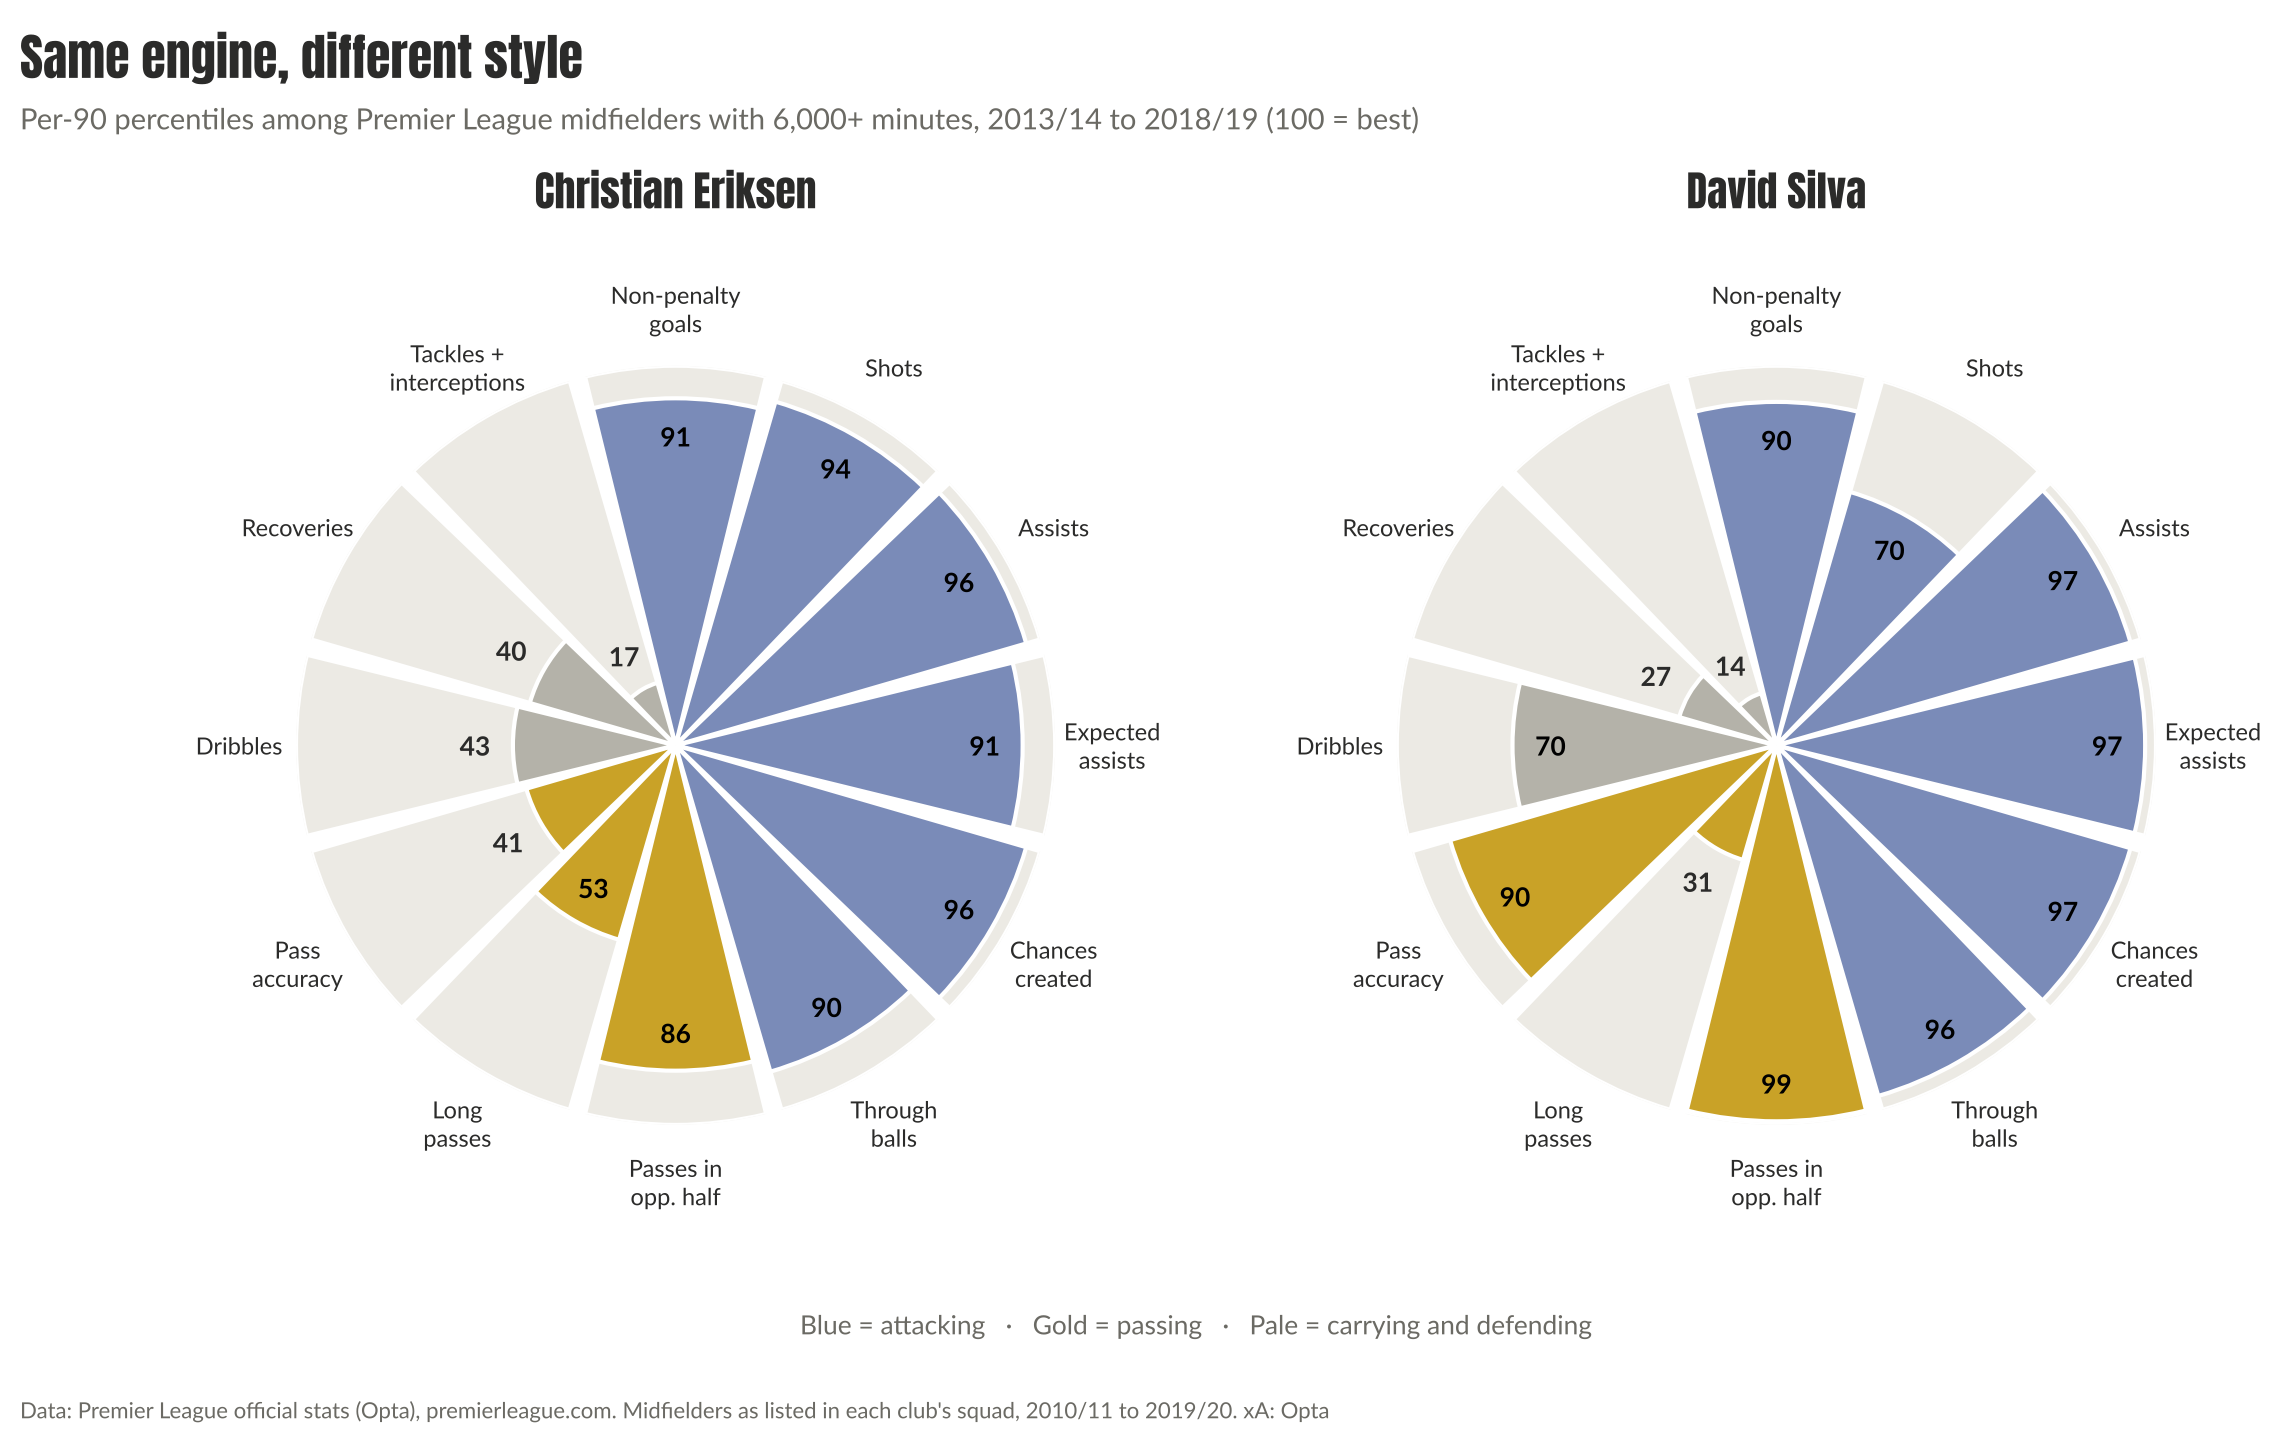 Same engine, different style
Per-90 percentiles among Premier League midfielders with 6,000+ minutes, 2013/14 to 2018/19 (100 = best)
Christian Eriksen
Non-penalty
goals
Shots
Assists
Expected
assists
Chances
created
Through
balls
Passes in
opp. half
Long
passes
Pass
accuracy
Dribbles
Recoveries
Tackles +
interceptions
91
94
96
91
96
90
86
53
41
43
40
17
David Silva
Non-penalty
goals
Shots
Assists
Expected
assists
Chances
created
Through
balls
Passes in
opp. half
Long
passes
Pass
accuracy
Dribbles
Recoveries
Tackles +
interceptions
90
70
97
97
97
96
99
31
90
70
27
14
Blue = attacking · Gold = passing · Pale = carrying and defending
Data: Premier League official stats (Opta), premierleague.com. Midfielders as listed in each club's squad, 2010/11 to 2019/20. xA: Opta